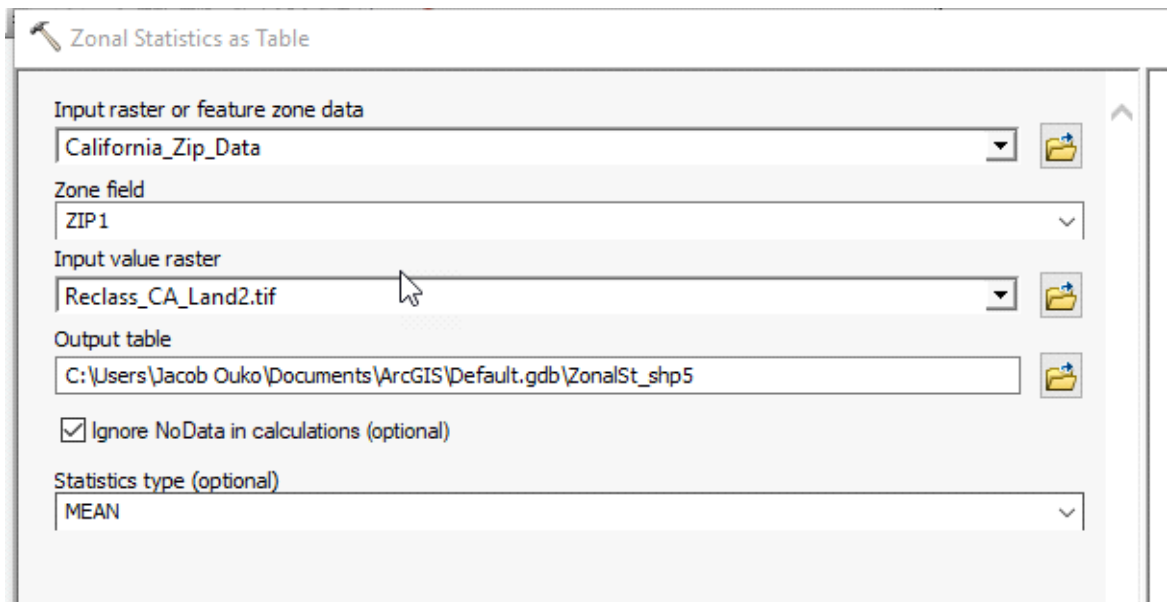 Zonal Statistics as Table
Input raster or feature zone data
California_Zip_Data
Zone field
ZIP1
Input value raster
Reclass_CA_Land2.tif
Output table
C:\Users\Jacob Ouko\Documents\ArcGIS\Default.gdb\ZonalSt_shp5
Ignore NoData in calculations (optional)
Statistics type (optional)
MEAN